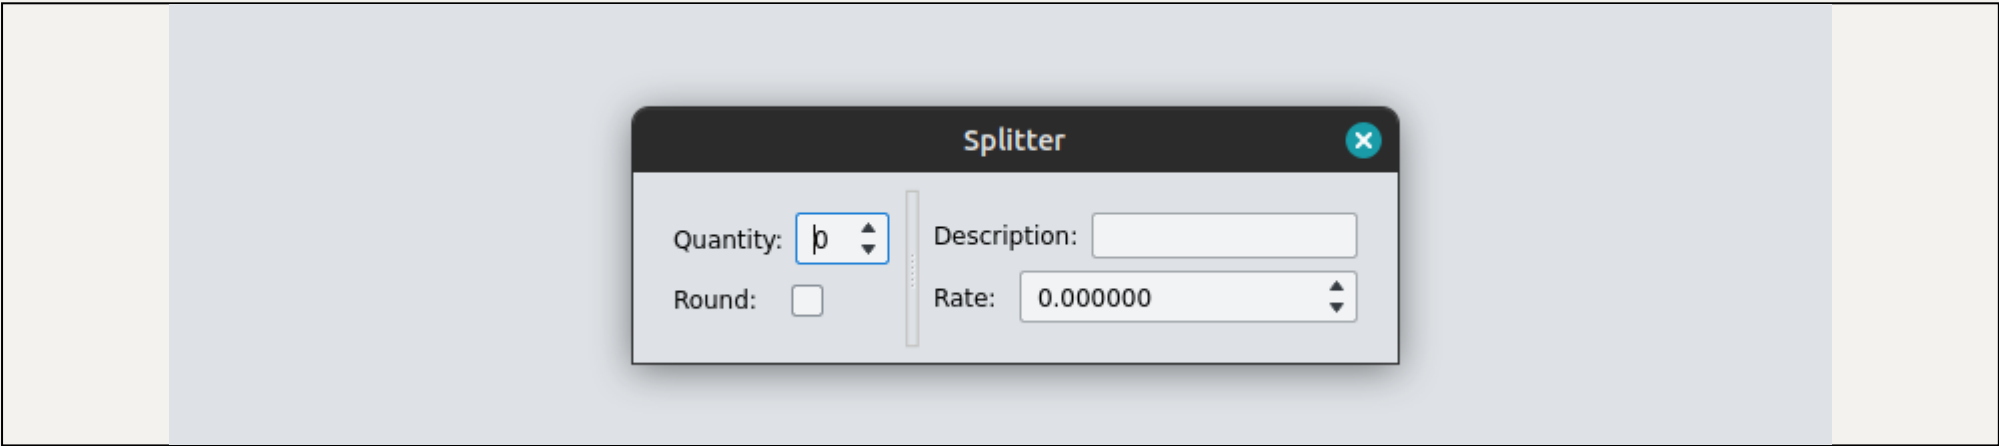 Splitter
Quantity: 0
Round:
Description:
Rate: 0.000000